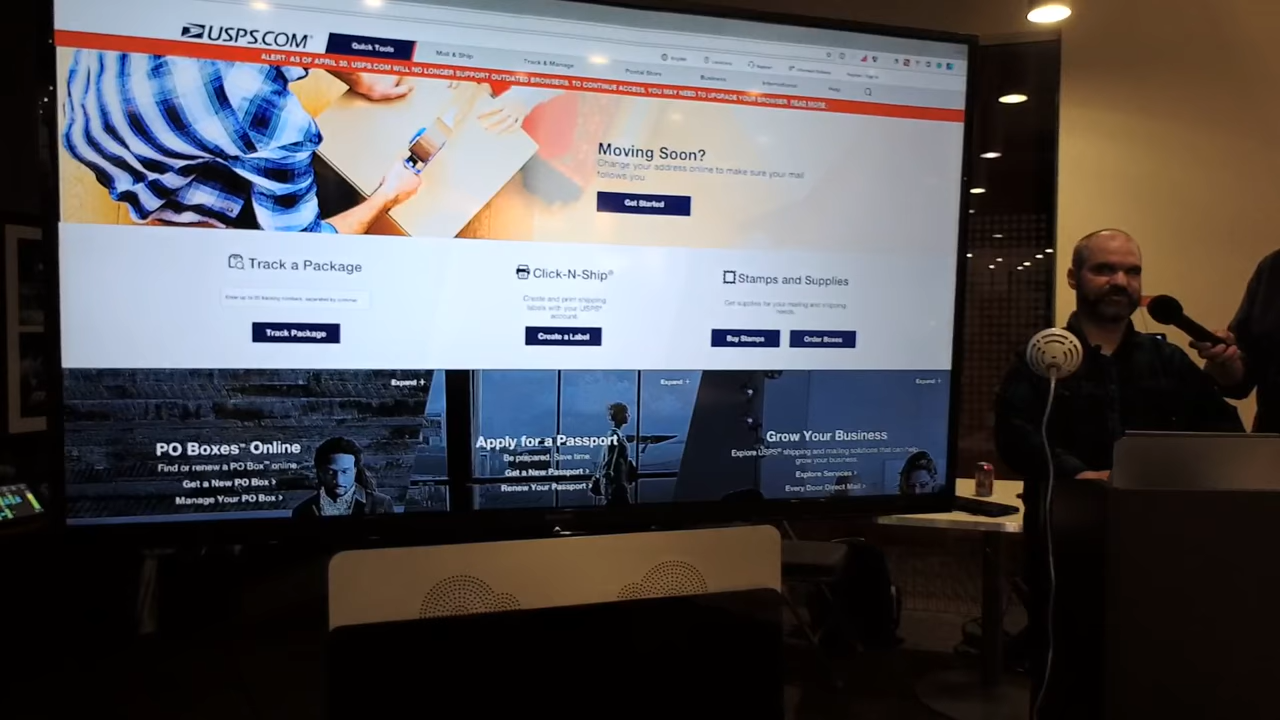 USPS.COM®
Quick Tools
Mail & Ship
Track & Manage
Postal Store
Business
International
Help
ALERT: AS OF APRIL 30, USPS.COM WILL NO LONGER SUPPORT OUTDATED BROWSERS. TO CONTINUE ACCESS, YOU MAY NEED TO UPGRADE YOUR BROWSER. READ MORE
Moving Soon?
Change your address online to make sure your mail
follows you
Get Started
Track a Package
Track Package
Click-N-Ship®
Create and print shipping
labels with your USPS®
account.
Create a Label
Stamps and Supplies
Get supplies for your mailing and shipping
needs.
Buy Stamps
Order Boxes
Expand +
PO Boxes™ Online
Find or renew a PO Box™ online.
Get a New PO Box ›
Manage Your PO Box ›
Expand +
Apply for a Passport
Be prepared. Save time.
Get a New Passport ›
Renew Your Passport ›
Expand +
Grow Your Business
Explore USPS® shipping and mailing solutions that can help
grow your business.
Explore Services ›
Every Door Direct Mail ›